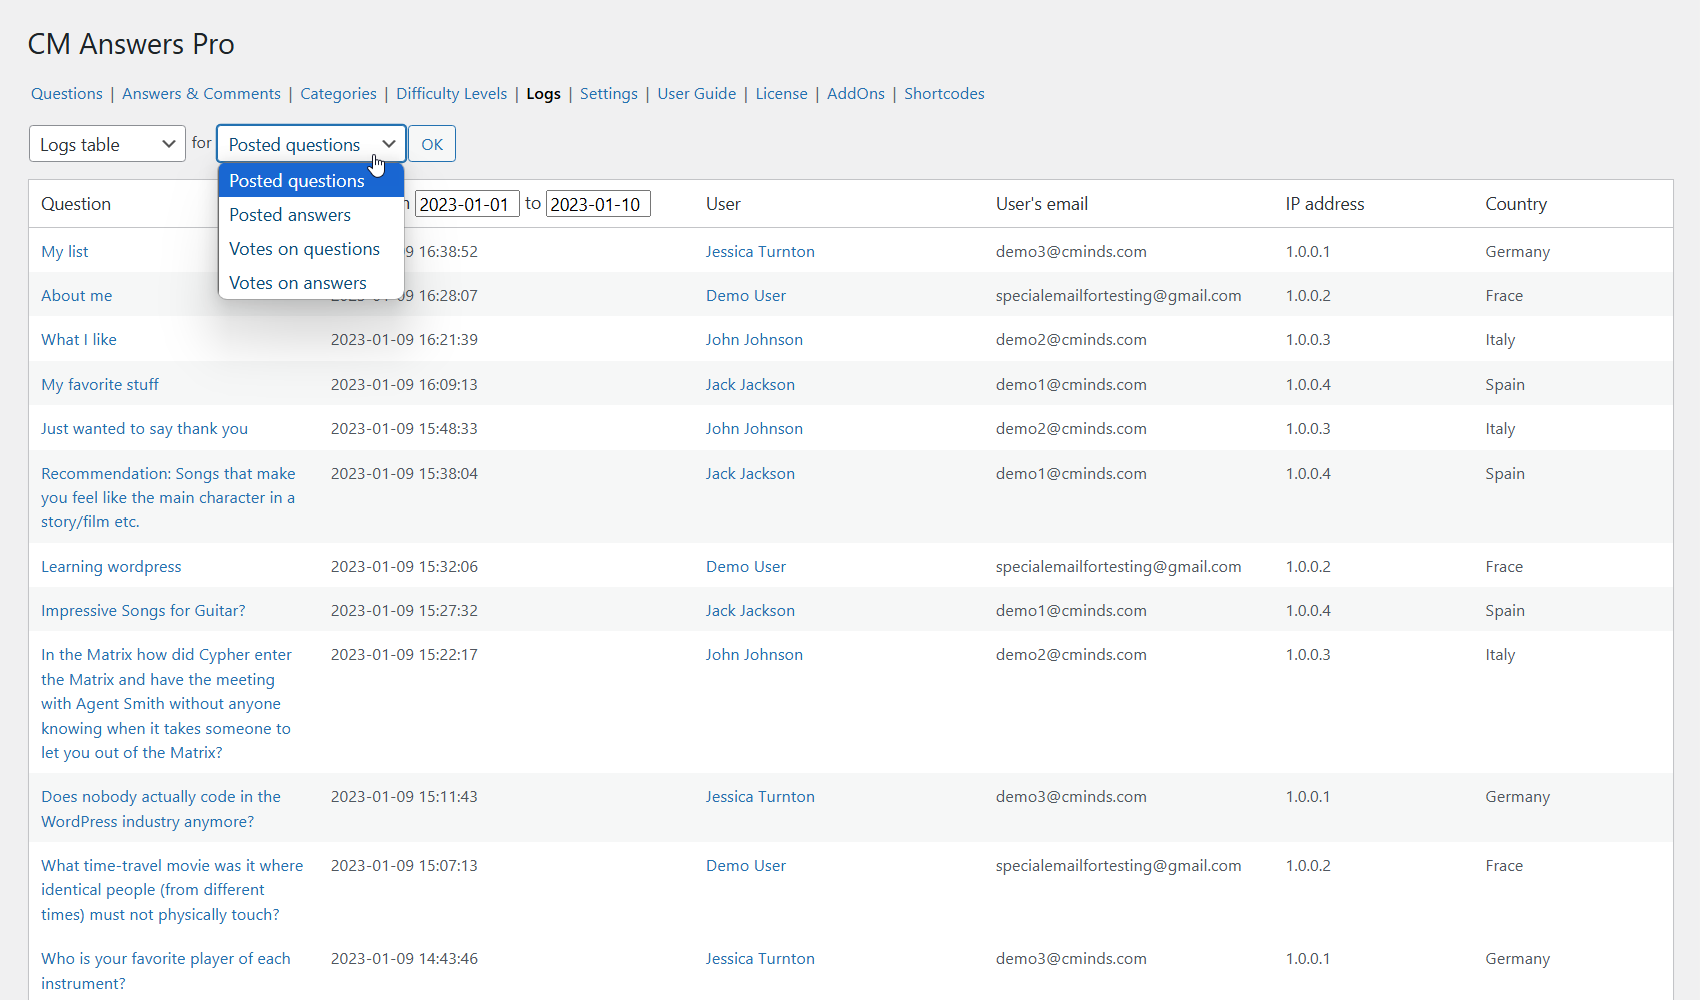 CM Answers Pro
Questions | Answers & Comments | Categories | Difficulty Levels | Logs | Settings | User Guide | License | AddOns | Shortcodes
Logs table for Posted questions OK
Posted questions
Posted answers
Votes on questions
Votes on answers
Question 2023-01-01 to 2023-01-10 User User's email IP address Country
My list 9 16:38:52 Jessica Turnton demo3@cminds.com 1.0.0.1 Germany
About me 9 16:28:07 Demo User specialemailfortesting@gmail.com 1.0.0.2 Frace
What I like 2023-01-09 16:21:39 John Johnson demo2@cminds.com 1.0.0.3 Italy
My favorite stuff 2023-01-09 16:09:13 Jack Jackson demo1@cminds.com 1.0.0.4 Spain
Just wanted to say thank you 2023-01-09 15:48:33 John Johnson demo2@cminds.com 1.0.0.3 Italy
Recommendation: Songs that make 2023-01-09 15:38:04 Jack Jackson demo1@cminds.com 1.0.0.4 Spain
you feel like the main character in a
story/film etc.
Learning wordpress 2023-01-09 15:32:06 Demo User specialemailfortesting@gmail.com 1.0.0.2 Frace
Impressive Songs for Guitar? 2023-01-09 15:27:32 Jack Jackson demo1@cminds.com 1.0.0.4 Spain
In the Matrix how did Cypher enter 2023-01-09 15:22:17 John Johnson demo2@cminds.com 1.0.0.3 Italy
the Matrix and have the meeting
with Agent Smith without anyone
knowing when it takes someone to
let you out of the Matrix?
Does nobody actually code in the 2023-01-09 15:11:43 Jessica Turnton demo3@cminds.com 1.0.0.1 Germany
WordPress industry anymore?
What time-travel movie was it where 2023-01-09 15:07:13 Demo User specialemailfortesting@gmail.com 1.0.0.2 Frace
identical people (from different
times) must not physically touch?
Who is your favorite player of each 2023-01-09 14:43:46 Jessica Turnton demo3@cminds.com 1.0.0.1 Germany
instrument?